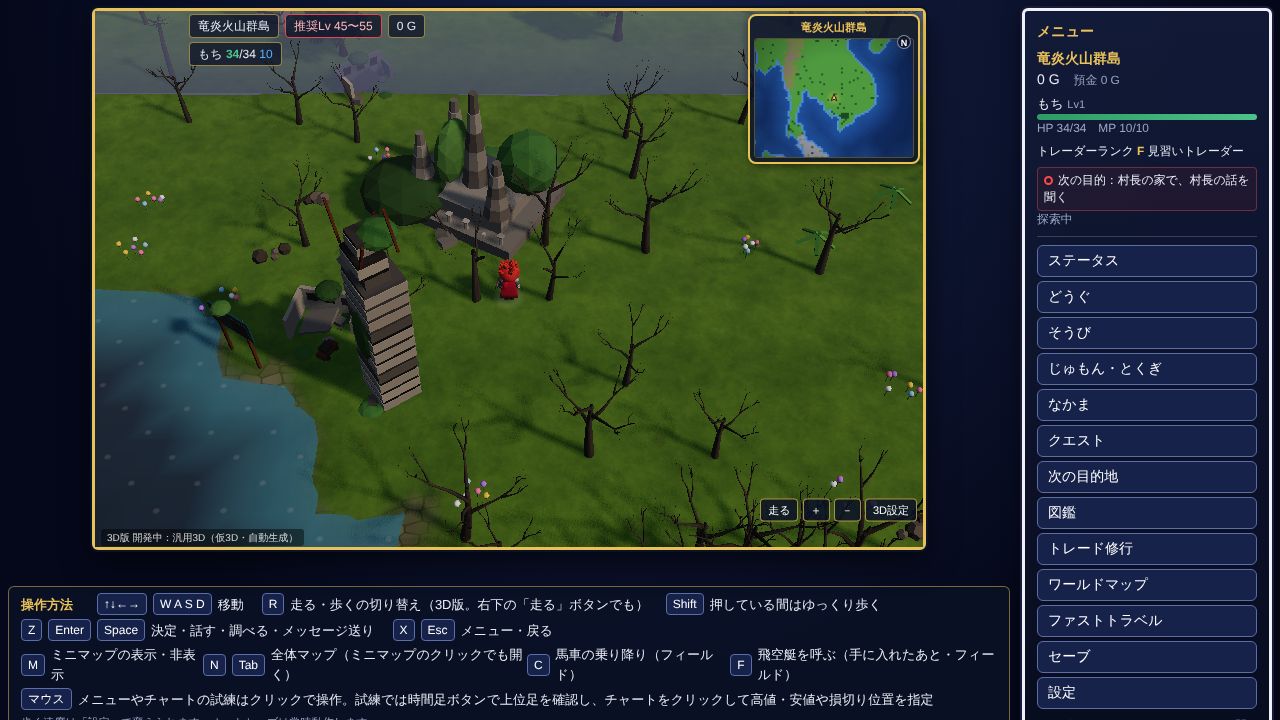 竜炎火山群島 推奨Lv 45〜55 0 G
もち 34/34 10
竜炎火山群島
N
走る + － 3D設定
3D版 開発中：汎用3D（仮3D・自動生成）
メニュー
竜炎火山群島
0 G 預金 0 G
もち Lv1
HP 34/34 MP 10/10
トレーダーランク F 見習いトレーダー
次の目的：村長の家で、村長の話を
聞く
探索中
ステータス
どうぐ
そうび
じゅもん・とくぎ
なかま
クエスト
次の目的地
図鑑
トレード修行
ワールドマップ
ファストトラベル
セーブ
設定
操作方法 ↑↓←→ W A S D 移動 R 走る・歩くの切り替え（3D版。右下の「走る」ボタンでも） Shift 押している間はゆっくり歩く
Z Enter Space 決定・話す・調べる・メッセージ送り X Esc メニュー・戻る
M ミニマップの表示・非表示 N Tab 全体マップ（ミニマップのクリックでも開く） C 馬車の乗り降り（フィールド） F 飛空艇を呼ぶ（手に入れたあと・フィールド）
マウス メニューやチャートの試練はクリックで操作。試練では時間足ボタンで上位足を確認し、チャートをクリックして高値・安値や損切り位置を指定